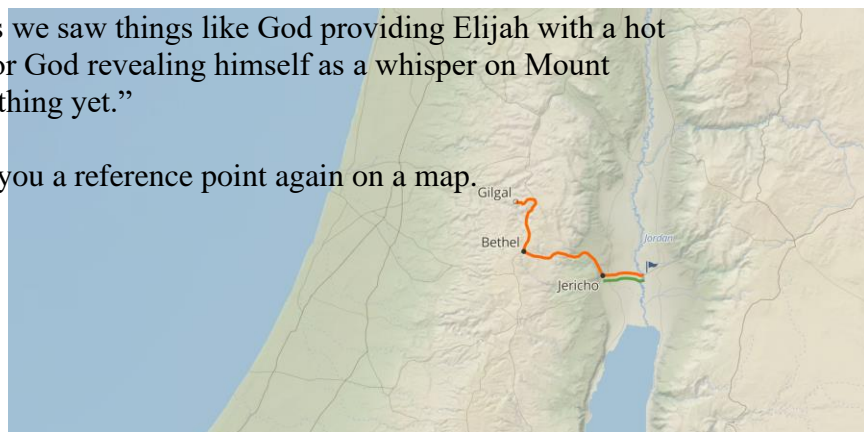 s we saw things like God providing Elijah with a hot
or God revealing himself as a whisper on Mount
thing yet.”
you a reference point again on a map.
Gilgal
Bethel
Jordan
Jericho